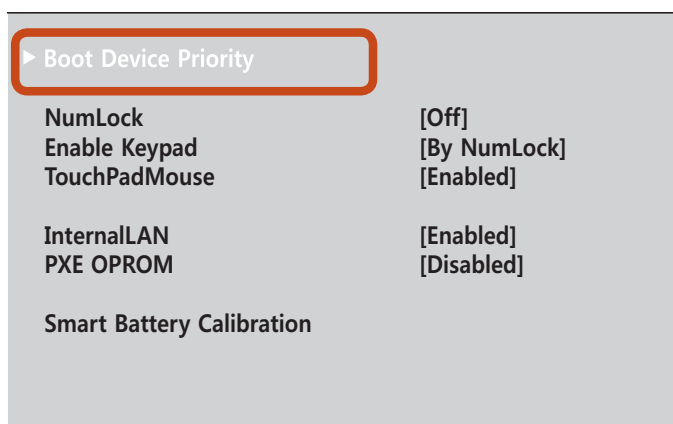 ▶ Boot Device Priority
NumLock [Off]
Enable Keypad [By NumLock]
TouchPadMouse [Enabled]
InternalLAN [Enabled]
PXE OPROM [Disabled]
Smart Battery Calibration